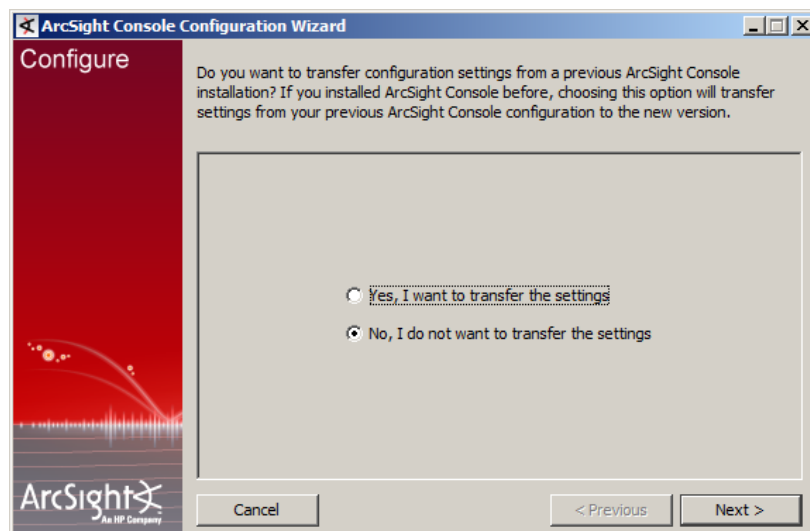 ArcSight Console Configuration Wizard
Configure
Do you want to transfer configuration settings from a previous ArcSight Console
installation? If you installed ArcSight Console before, choosing this option will transfer
settings from your previous ArcSight Console configuration to the new version.
Yes, I want to transfer the settings
No, I do not want to transfer the settings
ArcSight
An HP Company
Cancel
< Previous
Next >